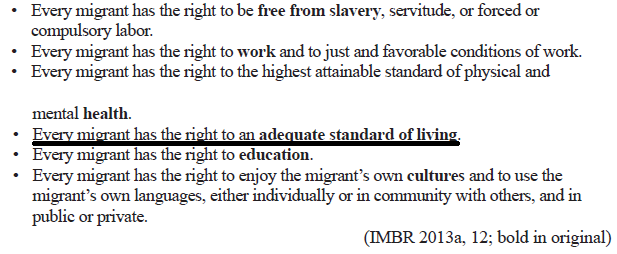 • Every migrant has the right to be free from slavery, servitude, or forced or
compulsory labor.
• Every migrant has the right to work and to just and favorable conditions of work.
• Every migrant has the right to the highest attainable standard of physical and
mental health.
• Every migrant has the right to an adequate standard of living.
• Every migrant has the right to education.
• Every migrant has the right to enjoy the migrant’s own cultures and to use the
migrant’s own languages, either individually or in community with others, and in
public or private.
(IMBR 2013a, 12; bold in original)